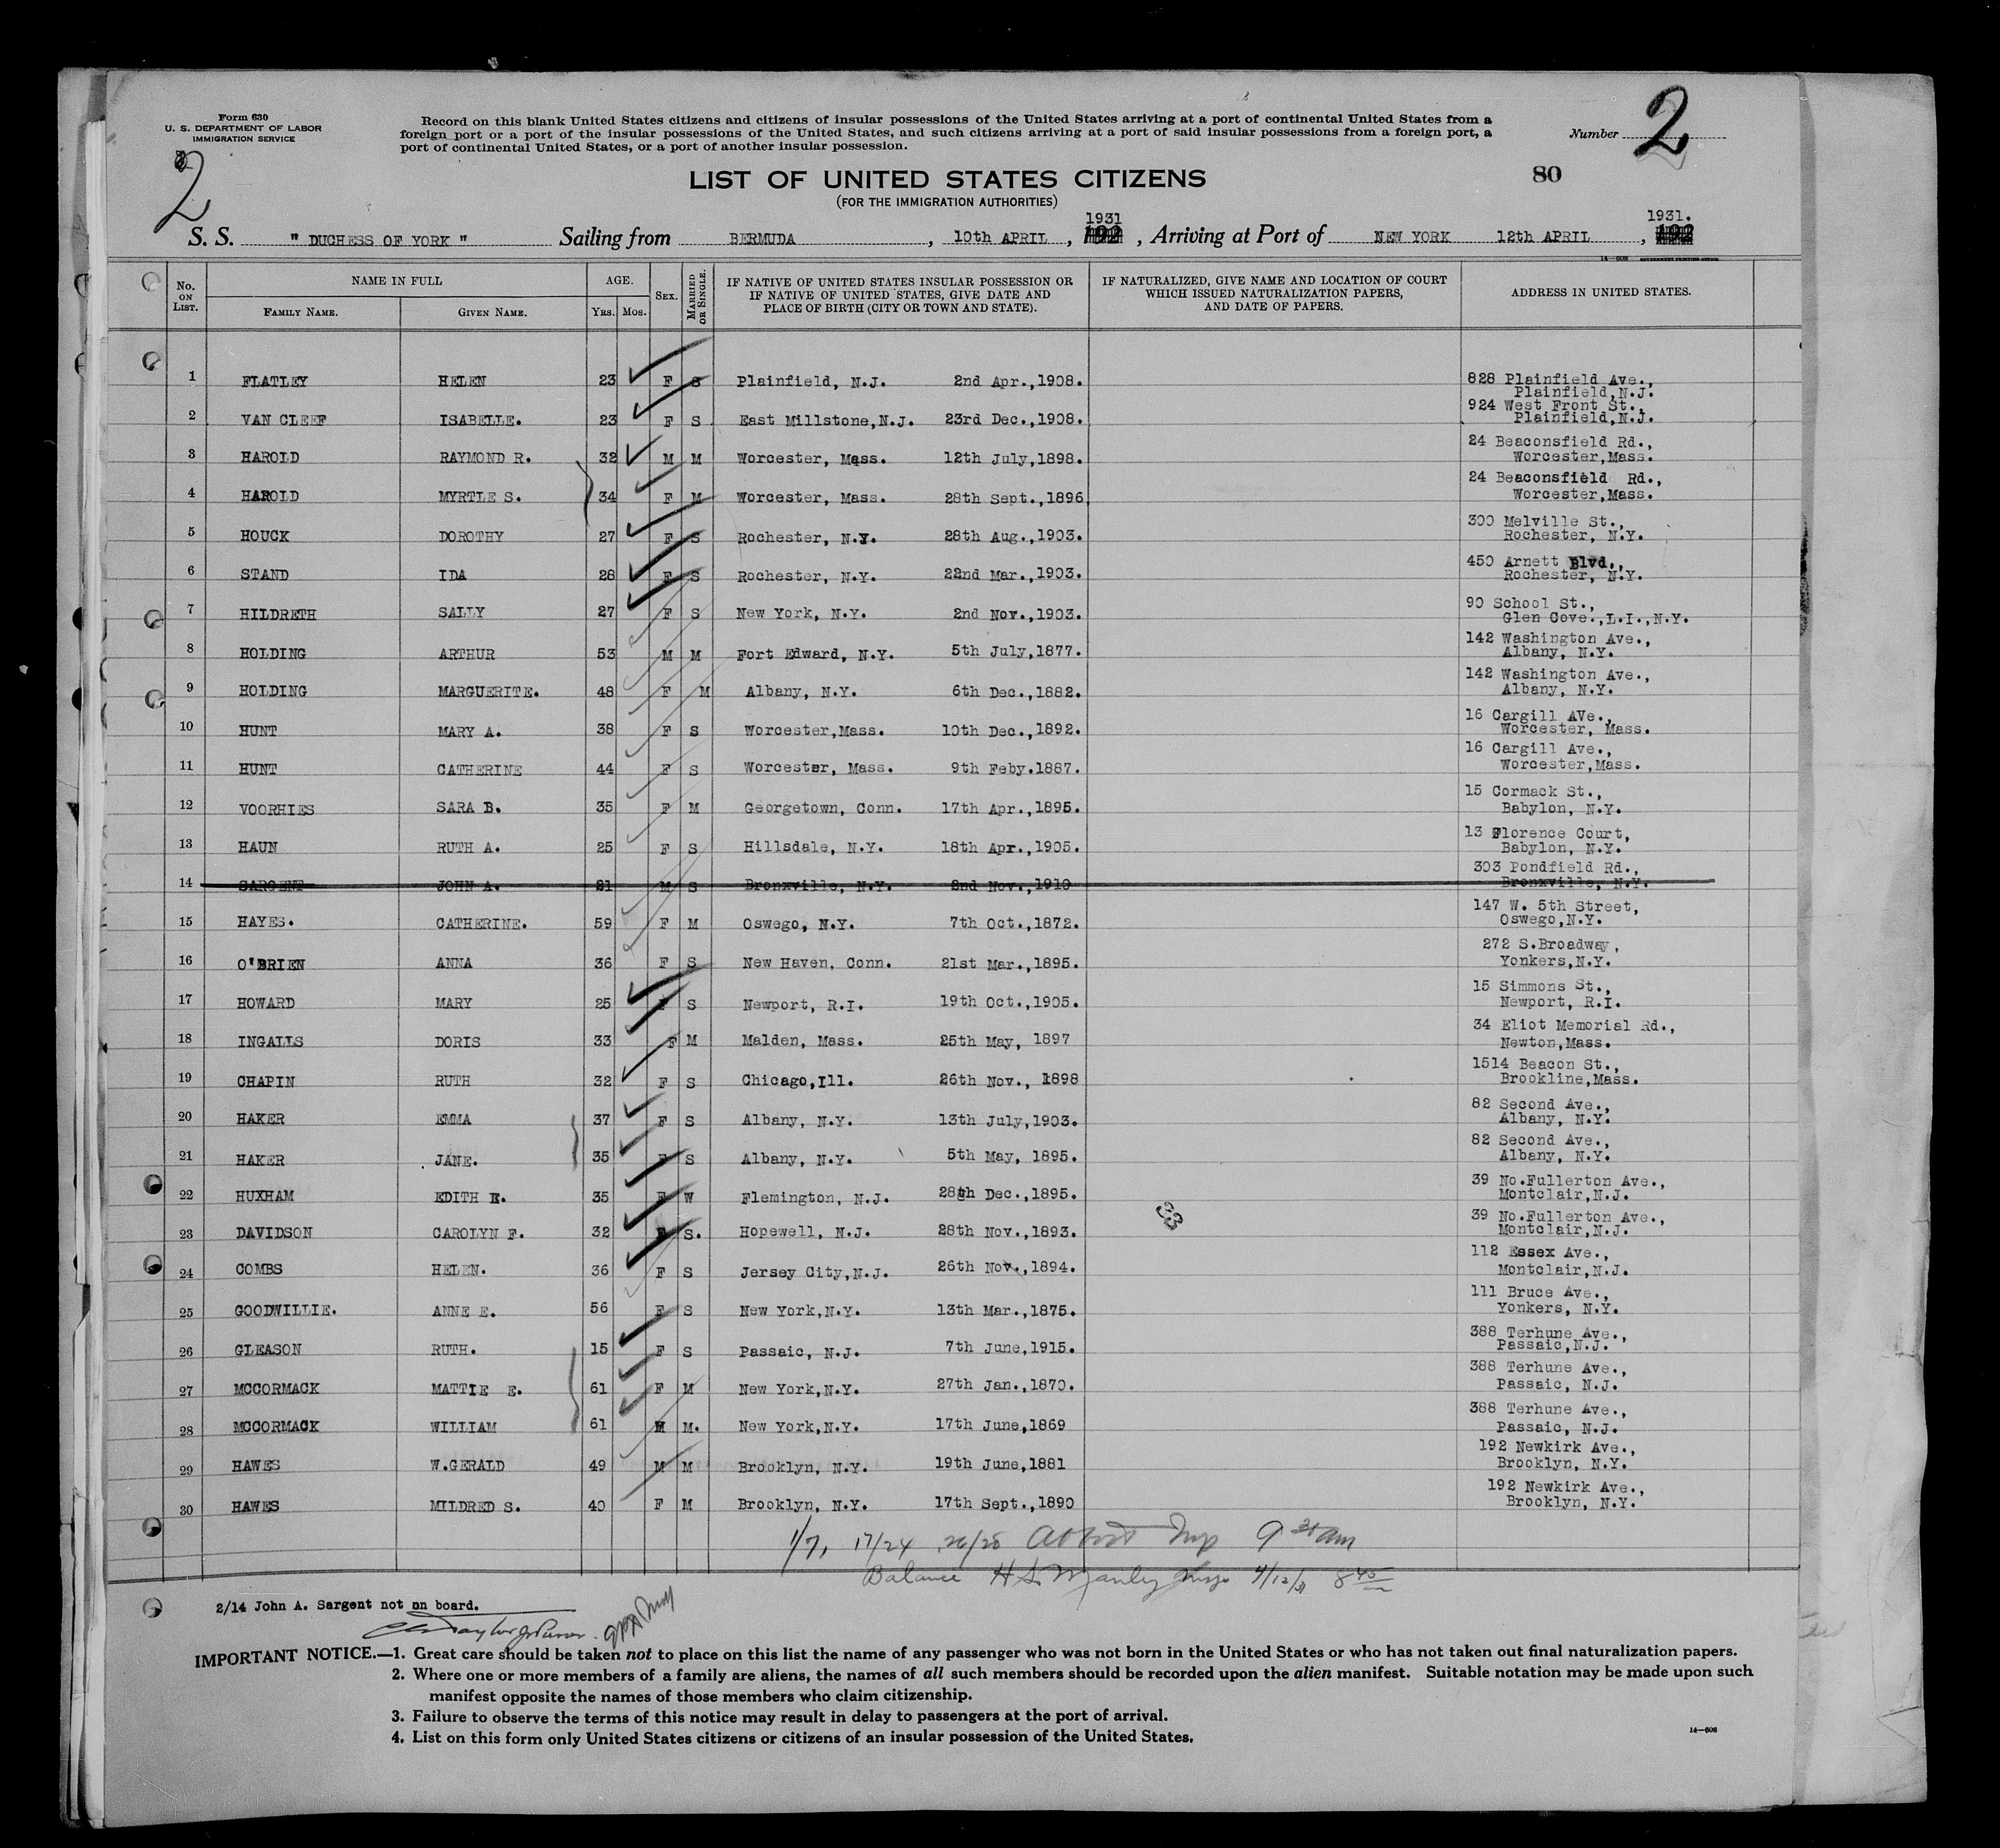 Form 630
U. S. DEPARTMENT OF LABOR
IMMIGRATION SERVICE
Record on this blank United States citizens and citizens of insular possessions of the United States arriving at a port of continental United States from a
foreign port or a port of the insular possessions of the United States, and such citizens arriving at a port of said insular possessions from a foreign port, a
port of continental United States, or a port of another insular possession.
Number 2
2
LIST OF UNITED STATES CITIZENS
80
(FOR THE IMMIGRATION AUTHORITIES)
S. S. " DUCHESS OF YORK " Sailing from BERMUDA, 10th APRIL, 1931, Arriving at Port of NEW YORK 12th APRIL, 1931.
No. ON LIST. NAME IN FULL FAMILY NAME. GIVEN NAME. AGE. YRS. MOS. SEX. MARRIED OR SINGLE. IF NATIVE OF UNITED STATES INSULAR POSSESSION OR IF NATIVE OF UNITED STATES, GIVE DATE AND PLACE OF BIRTH (CITY OR TOWN AND STATE). IF NATURALIZED, GIVE NAME AND LOCATION OF COURT WHICH ISSUED NATURALIZATION PAPERS, AND DATE OF PAPERS. ADDRESS IN UNITED STATES.
1 FLATLEY HELEN 23 F S Plainfield, N.J. 2nd Apr.,1908. 828 Plainfield Ave., Plainfield,N.J.
2 VAN CLEEF ISABELLE. 23 F S East Millstone,N.J. 23rd Dec.,1908. 924 West Front St., Plainfield,N.J.
3 HAROLD RAYMOND R. 32 M M Worcester, Mass. 12th July,1898. 24 Beaconsfield Rd., Worcester,Mass.
4 HAROLD MYRTLE S. 34 F M Worcester, Mass. 28th Sept.,1896 24 Beaconsfield Rd., Worcester,Mass.
5 HOUCK DOROTHY 27 F S Rochester, N.Y. 28th Aug.,1903. 300 Melville St., Rochester, N.Y.
6 STAND IDA 28 F S Rochester, N.Y. 22nd Mar.,1903. 450 Arnett Blvd., Rochester, N.Y.
7 HILDRETH SALLY 27 F S New York, N.Y. 2nd Nov.,1903. 90 School St., Glen Cove.,L.I.,N.Y.
8 HOLDING ARTHUR 53 M M Fort Edward, N.Y. 5th July,1877. 142 Washington Ave., Albany, N.Y.
9 HOLDING MARGUERITE. 48 F M Albany, N.Y. 6th Dec.,1882. 142 Washington Ave., Albany, N.Y.
10 HUNT MARY A. 38 F S Worcester,Mass. 10th Dec.,1892. 16 Cargill AVe., Worcester, Mass.
11 HUNT CATHERINE 44 F S Worcester, Mass. 9th Feby.1887. 16 Cargill Ave., Worcester,Mass.
12 VOORHIES SARA B. 35 F M Georgetown, Conn. 17th Apr.,1895. 15 Cormack St., Babylon, N.Y.
13 HAUN RUTH A. 25 F S Hillsdale, N.Y. 18th Apr.,1905. 13 Florence Court, Babylon, N.Y.
14 SARGENT JOHN A. 21 M S Bronxville, N.Y. 2nd Nov.,1910 303 Pondfield Rd., Bronxville, N.Y.
15 HAYES. CATHERINE. 59 F M Oswego, N.Y. 7th Oct.,1872. 147 W. 5th Street, Oswego,N.Y.
16 O'BRIEN ANNA 36 F S New Haven, Conn. 21st Mar.,1895. 272 S.Broadway, Yonkers,N.Y.
17 HOWARD MARY 25 F S Newport, R.I. 19th Oct.,1905. 15 Simmons St., Newport, R.I.
18 INGALLS DORIS 33 F M Malden, Mass. 25th May, 1897 34 Eliot Memorial Rd., Newton,Mass.
19 CHAPIN RUTH 32 F S Chicago,Ill. 26th Nov., 1898 1514 Beacon St., Brookline,Mass.
20 HAKER EMMA 37 F S Albany, N.Y. 13th July,1903. 82 Second Ave., Albany, N.Y.
21 HAKER JANE. 35 F S Albany, N.Y. 5th May, 1895. 82 Second Ave., Albany, N.Y.
22 HUXHAM EDITH E. 35 F W Flemington, N.J. 28th Dec.,1895. 39 No.Fullerton Ave., Montclair,N.J.
23 DAVIDSON CAROLYN F. 32 F S. Hopewell, N.J. 28th Nov.,1893. 39 No.Fullerton Ave., Montclair,N.J.
24 COMBS HELEN. 36 F S Jersey City,N.J. 26th Nov.,1894. 112 Essex Ave., Montclair,N.J.
25 GOODWILLIE. ANNE E. 56 F S New York,N.Y. 13th Mar.,1875. 111 Bruce Ave., Yonkers, N.Y.
26 GLEASON RUTH. 15 F S Passaic, N.J. 7th June,1915. 388 Terhune Ave., Passaic,N.J.
27 MCCORMACK MATTIE E. 61 F M New York,N.Y. 27th Jan.,1870. 388 Terhune Ave., Passaic, N.J.
28 MCCORMACK WILLIAM 61 M M. New York,N.Y. 17th June,1869 388 Terhune Ave., Passaic, N.J.
29 HAWES W.GERALD 49 M M Brooklyn, N.Y. 19th June,1881 192 Newkirk Ave., Brooklyn, N.Y.
30 HAWES MILDRED S. 40 F M Brooklyn, N.Y. 17th Sept.,1890 192 Newkirk Ave., Brooklyn, N.Y.
1/7, 17/24 26/28 Abbott Insp 9 30 am
Balance H S Manley Insp 4/12/31 8 45
2/14 John A. Sargent not on board.
IMPORTANT NOTICE.—1. Great care should be taken not to place on this list the name of any passenger who was not born in the United States or who has not taken out final naturalization papers.
2. Where one or more members of a family are aliens, the names of all such members should be recorded upon the alien manifest. Suitable notation may be made upon such
manifest opposite the names of those members who claim citizenship.
3. Failure to observe the terms of this notice may result in delay to passengers at the port of arrival.
4. List on this form only United States citizens or citizens of an insular possession of the United States.
14—608